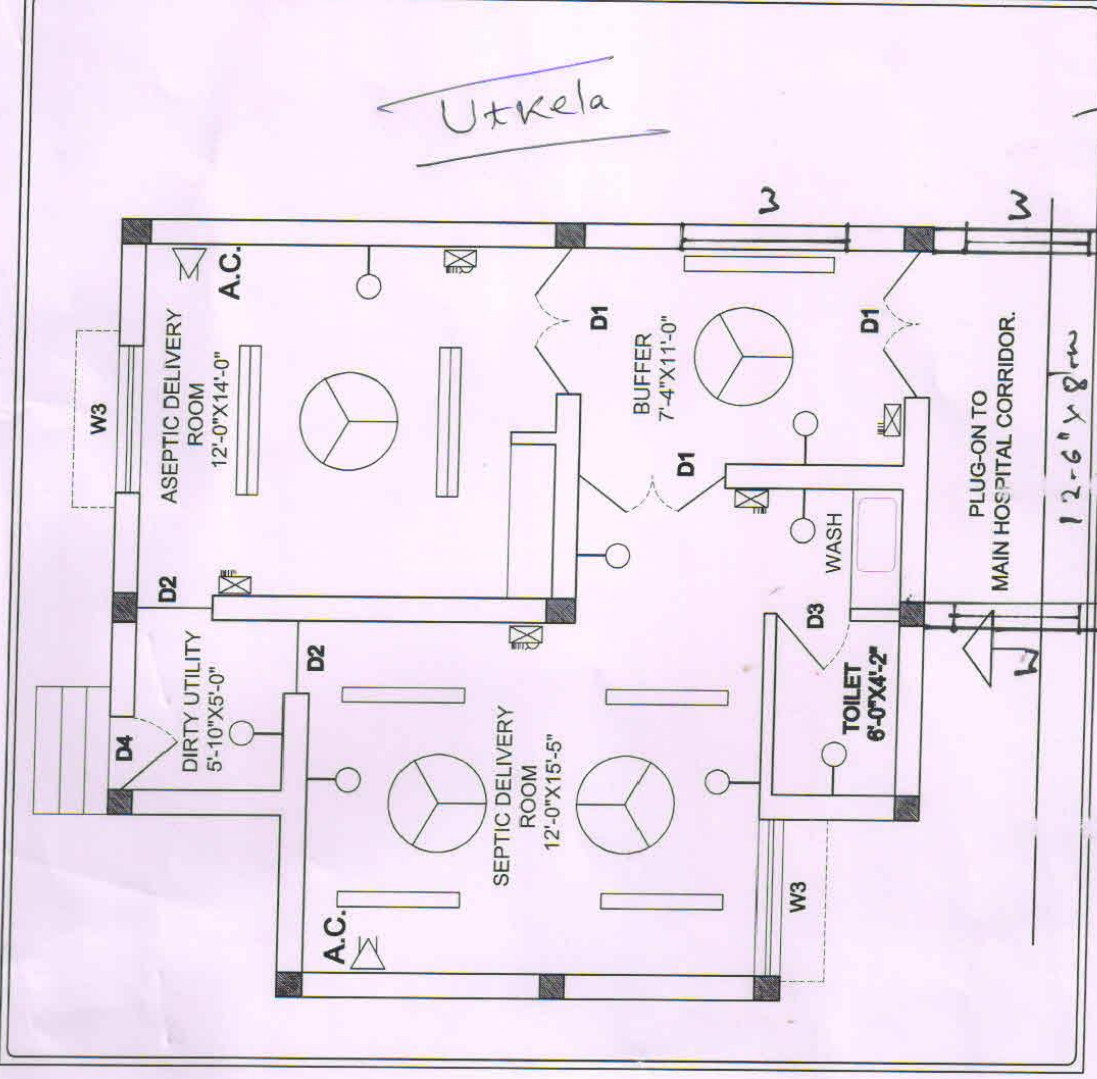 Utkela
W3
ASEPTIC DELIVERY
ROOM
12'-0"X14'-0"
A.C.
D2
D1
W
W
BUFFER
7'-4"X11'-0"
D1
D1
PLUG-ON TO
MAIN HOSPITAL CORRIDOR.
WASH
D3
TOILET
6'-0"X4'-2"
W
D4
DIRTY UTILITY
5'-10"X5'-0"
D2
SEPTIC DELIVERY
ROOM
12'-0"X15'-5"
A.C.
W3